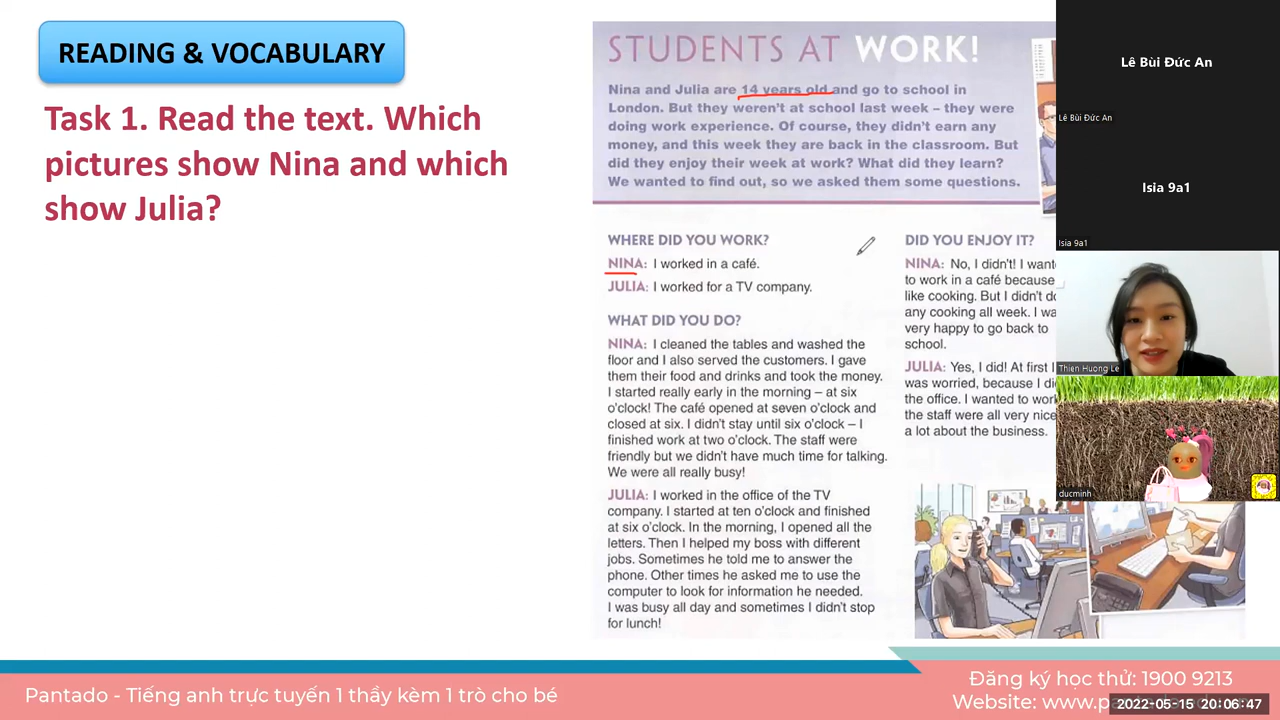 READING & VOCABULARY
Task 1. Read the text. Which
pictures show Nina and which
show Julia?
STUDENTS AT WORK!
Nina and Julia are 14 years old and go to school in
London. But they weren't at school last week – they were
doing work experience. Of course, they didn't earn any
money, and this week they are back in the classroom. But
did they enjoy their week at work? What did they learn?
We wanted to find out, so we asked them some questions.
WHERE DID YOU WORK?
NINA: I worked in a café.
JULIA: I worked for a TV company.
WHAT DID YOU DO?
NINA: I cleaned the tables and washed the
floor and I also served the customers. I gave
them their food and drinks and took the money.
I started really early in the morning – at six
o'clock! The café opened at seven o'clock and
closed at six. I didn't stay until six o'clock – I
finished work at two o'clock. The staff were
friendly but we didn't have much time for talking.
We were all really busy!
JULIA: I worked in the office of the TV
company. I started at ten o'clock and finished
at six o'clock. In the morning, I opened all the
letters. Then I helped my boss with different
jobs. Sometimes he told me to answer the
phone. Other times he asked me to use the
computer to look for information he needed.
I was busy all day and sometimes I didn't stop
for lunch!
DID YOU ENJOY IT?
NINA: No, I didn't! I
to work in a café because
like cooking. But I didn't
any cooking all week. I
very happy to go back to
school.
JULIA: Yes, I did! At first I
was worried, because I
the office. I wanted to
the staff were all very nice
a lot about the business.
Lê Bùi Đức An
Lê Bùi Đức An
Isia 9a1
Isia 9a1
Thien Huong Le
ducminh
Pantado - Tiếng anh trực tuyến 1 thầy kèm 1 trò cho bé
Đăng ký học thử: 1900 9213
Website:
2022-05-15 20:06:47